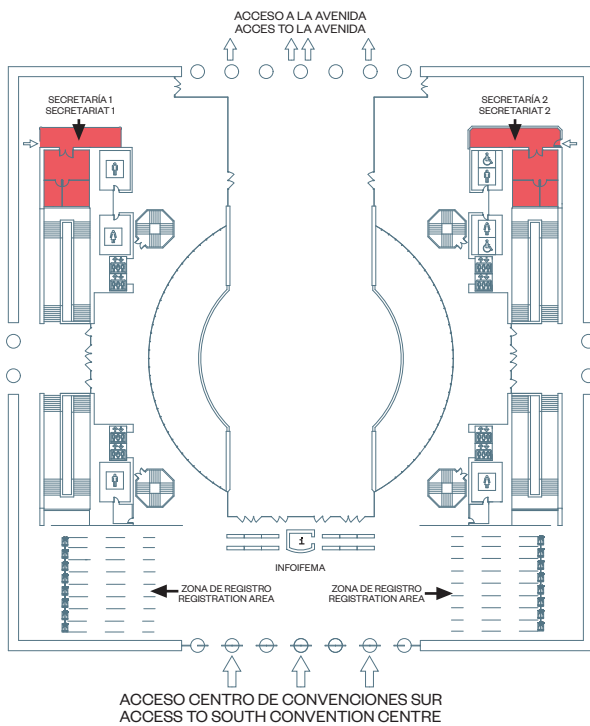 ACCESO A LA AVENIDA
ACCES TO LA AVENIDA
SECRETARÍA 1
SECRETARIAT 1
SECRETARÍA 2
SECRETARIAT 2
INFOIFEMA
ZONA DE REGISTRO
REGISTRATION AREA
ZONA DE REGISTRO
REGISTRATION AREA
ACCESO CENTRO DE CONVENCIONES SUR
ACCESS TO SOUTH CONVENTION CENTRE